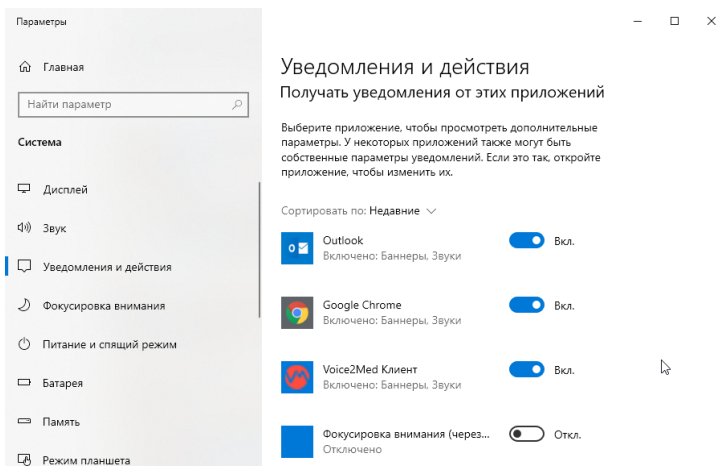 Параметры
Главная
Найти параметр
Система
Дисплей
Звук
Уведомления и действия
Фокусировка внимания
Питание и спящий режим
Батарея
Память
Режим планшета
Уведомления и действия
Получать уведомления от этих приложений
Выберите приложение, чтобы просмотреть дополнительные
параметры. У некоторых приложений также могут быть
собственные параметры уведомлений. Если это так, откройте
приложение, чтобы изменить их.
Сортировать по: Недавние
Outlook
Включено: Баннеры, Звуки
Вкл.
Google Chrome
Включено: Баннеры, Звуки
Вкл.
Voice2Med Клиент
Включено: Баннеры, Звуки
Вкл.
Фокусировка внимания (через...
Отключено
Откл.